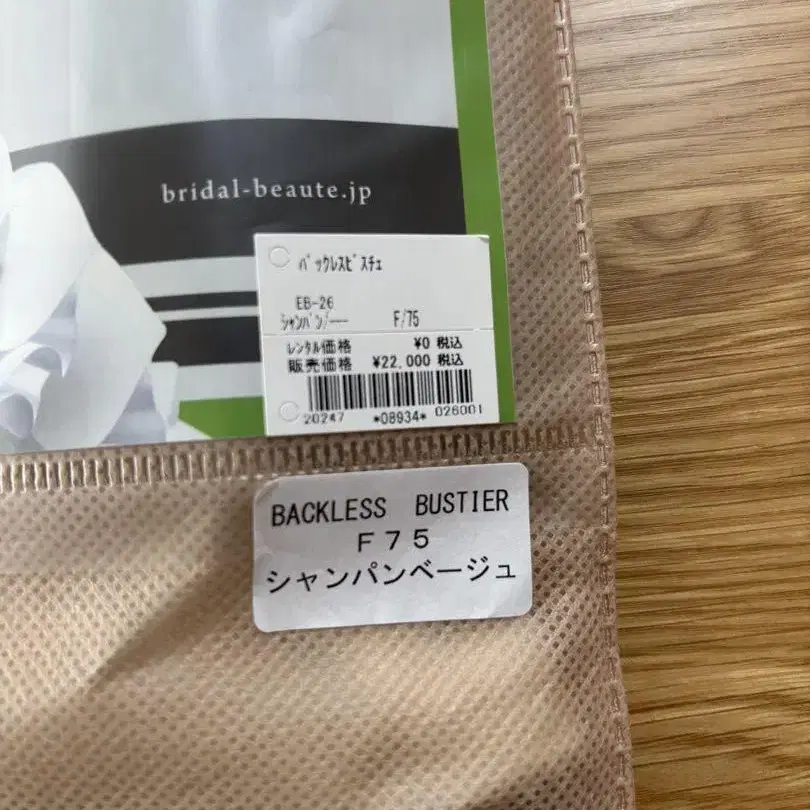 bridal-beaute.jp
ﾊﾞｯｸﾚｽﾋﾞｽﾁｪ
EB-26
ｼｬﾝﾊﾟﾝ/--- F/75
ﾚﾝﾀﾙ価格 ¥0 税込
販売価格 ¥22,000 税込
20247 *08934* 026001
BACKLESS BUSTIER
F75
シャンパンベージュ